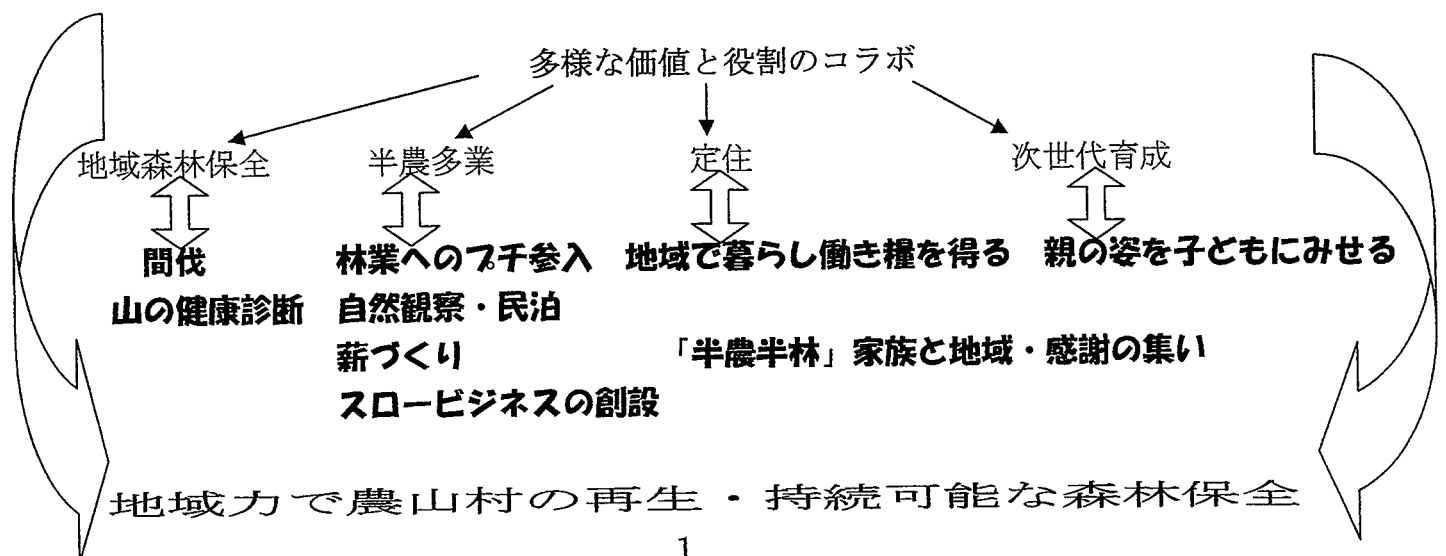 多様な価値と役割のコラボ
地域森林保全 半農多業 定住 次世代育成
間伐 林業へのプチ参入 地域で暮らし働き糧を得る 親の姿を子どもにみせる
山の健康診断 自然観察・民泊
薪づくり 「半農半林」家族と地域・感謝の集い
スロービジネスの創設
地域力で農山村の再生・持続可能な森林保全
1